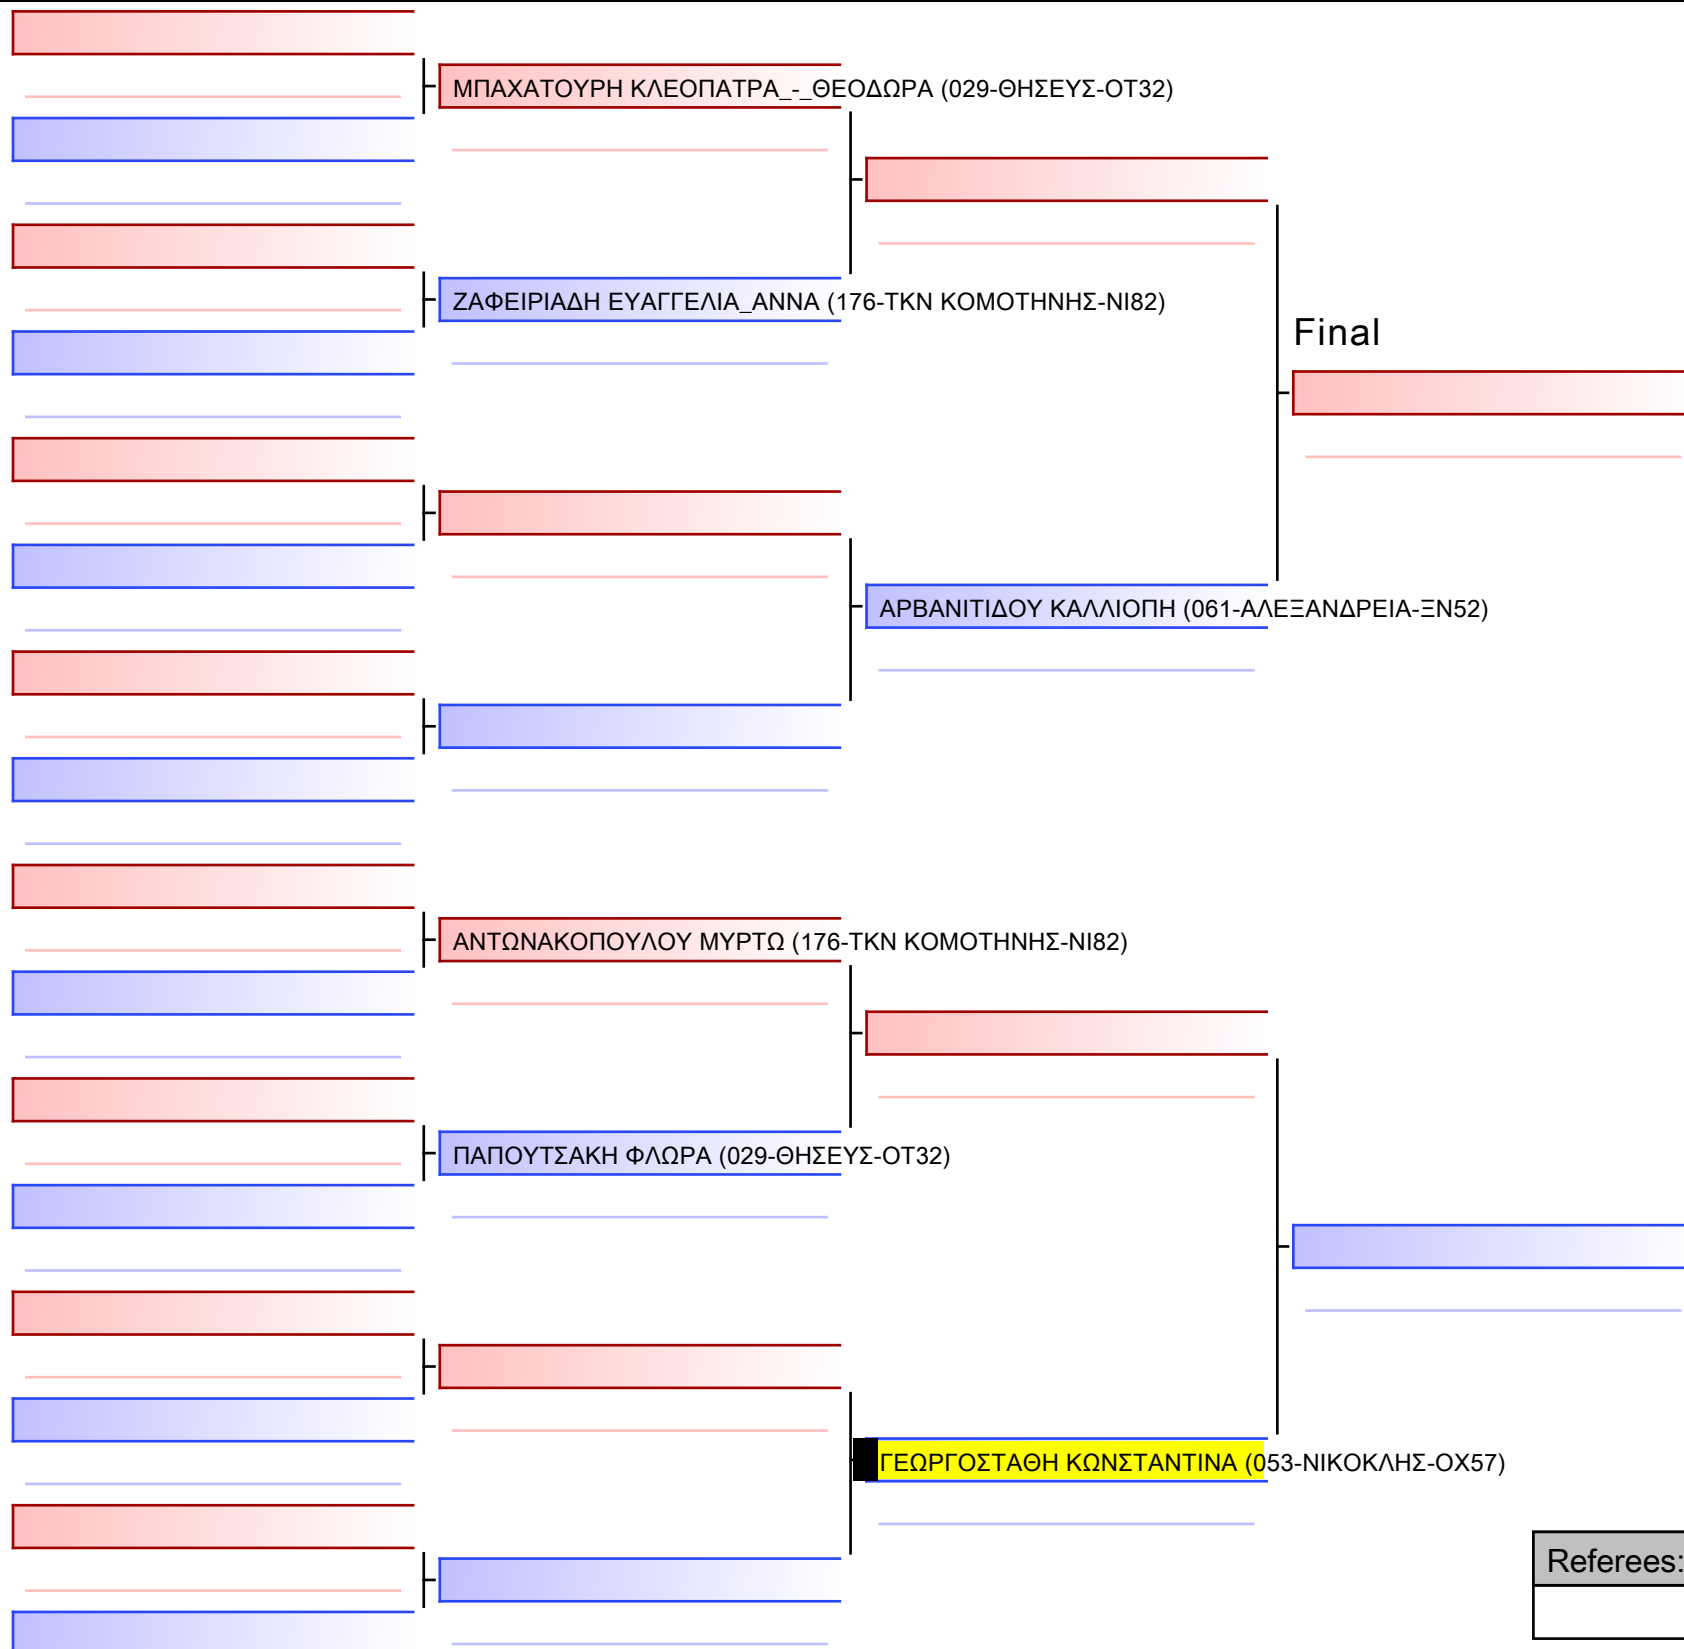 ΜΠΑΧΑΤΟΥΡΗ ΚΛΕΟΠΑΤΡΑ_-_ΘΕΟΔΩΡΑ (029-ΘΗΣΕΥΣ-ΟΤ32)
ΖΑΦΕΙΡΙΑΔΗ ΕΥΑΓΓΕΛΙΑ_ΑΝΝΑ (176-ΤΚΝ ΚΟΜΟΤΗΝΗΣ-ΝΙ82)
Final
ΑΡΒΑΝΙΤΙΔΟΥ ΚΑΛΛΙΟΠΗ (061-ΑΛΕΞΑΝΔΡΕΙΑ-ΞΝ52)
ΑΝΤΩΝΑΚΟΠΟΥΛΟΥ ΜΥΡΤΩ (176-ΤΚΝ ΚΟΜΟΤΗΝΗΣ-ΝΙ82)
ΠΑΠΟΥΤΣΑΚΗ ΦΛΩΡΑ (029-ΘΗΣΕΥΣ-ΟΤ32)
ΓΕΩΡΓΟΣΤΑΘΗ ΚΩΝΣΤΑΝΤΙΝΑ (053-ΝΙΚΟΚΛΗΣ-ΟΧ57)
Referees: